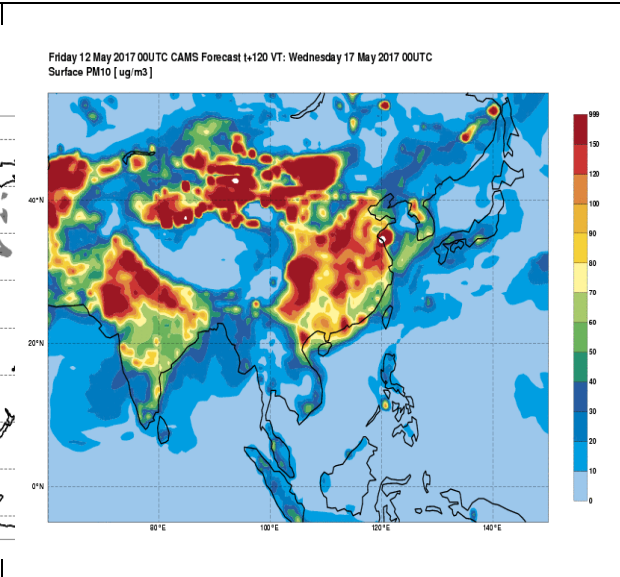 Friday 12 May 2017 00UTC CAMS Forecast t+120 VT: Wednesday 17 May 2017 00UTC
Surface PM10 [ ug/m3 ]
999
150
120
100
90
80
70
60
50
40
30
20
10
0
40°N
20°N
0°N
80°E
100°E
120°E
140°E